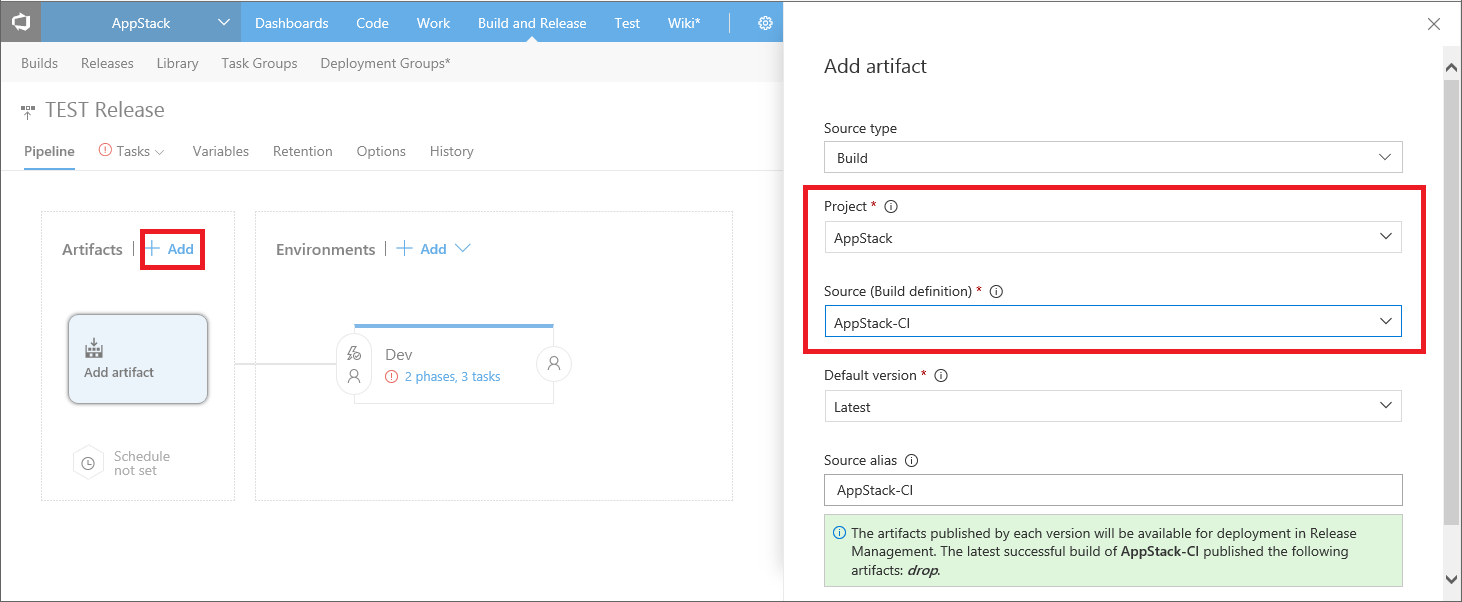 AppStack
Dashboards
Code
Work
Build and Release
Test
Wiki*
Builds
Releases
Library
Task Groups
Deployment Groups*
TEST Release
Pipeline
Tasks
Variables
Retention
Options
History
Artifacts
Add
Environments
Add
Add artifact
Schedule
not set
Dev
2 phases, 3 tasks
Add artifact
Source type
Build
Project *
AppStack
Source (Build definition) *
AppStack-CI
Default version *
Latest
Source alias
AppStack-CI
The artifacts published by each version will be available for deployment in Release
Management. The latest successful build of AppStack-CI published the following
artifacts: drop.